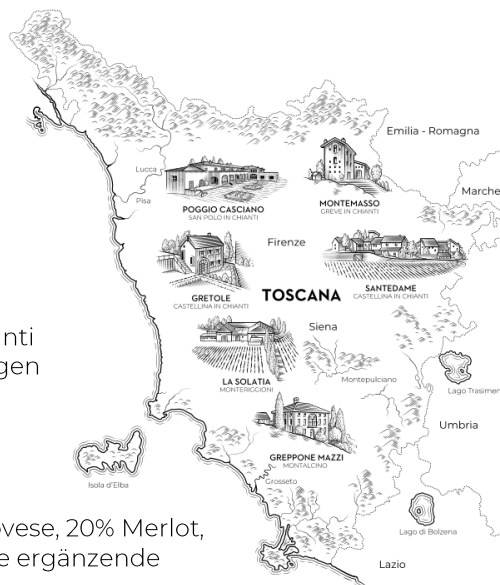 Emilia - Romagna
Lucca
Marche
Pisa
POGGIO CASCIANO
SAN POLO IN CHIANTI
MONTEMASSO
GREVE IN CHIANTI
Firenze
GRETOLE
CASTELLINA IN CHIANTI
TOSCANA
SANTEDAME
CASTELLINA IN CHIANTI
nti
gen
Siena
LA SOLATIA
MONTERIGGIONI
Montepulciano
Lago Trasimen
Umbria
GREPPONE MAZZI
MONTALCINO
Isola d'Elba
Grosseto
ovese, 20% Merlot,
e ergänzende
Lago di Bolzena
Lazio